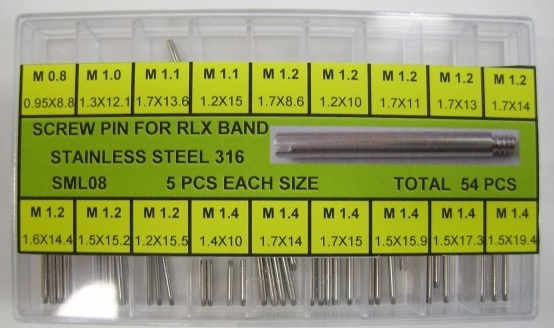 M 0.8 M 1.0 M 1.1 M 1.1 M 1.2 M 1.2 M 1.2 M 1.2 M 1.2
0.95X8.8 1.3X12.1 1.7X13.6 1.2X15 1.7X8.6 1.2X10 1.7X11 1.7X13 1.7X14
SCREW PIN FOR RLX BAND
STAINLESS STEEL 316
SML08 5 PCS EACH SIZE TOTAL 54 PCS
M 1.2 M 1.2 M 1.2 M 1.4 M 1.4 M 1.4 M 1.4 M 1.4 M 1.4
1.6X14.4 1.5X15.2 1.2X15.5 1.4X10 1.7X14 1.7X15 1.5X15.9 1.5X17.3 1.5X19.4